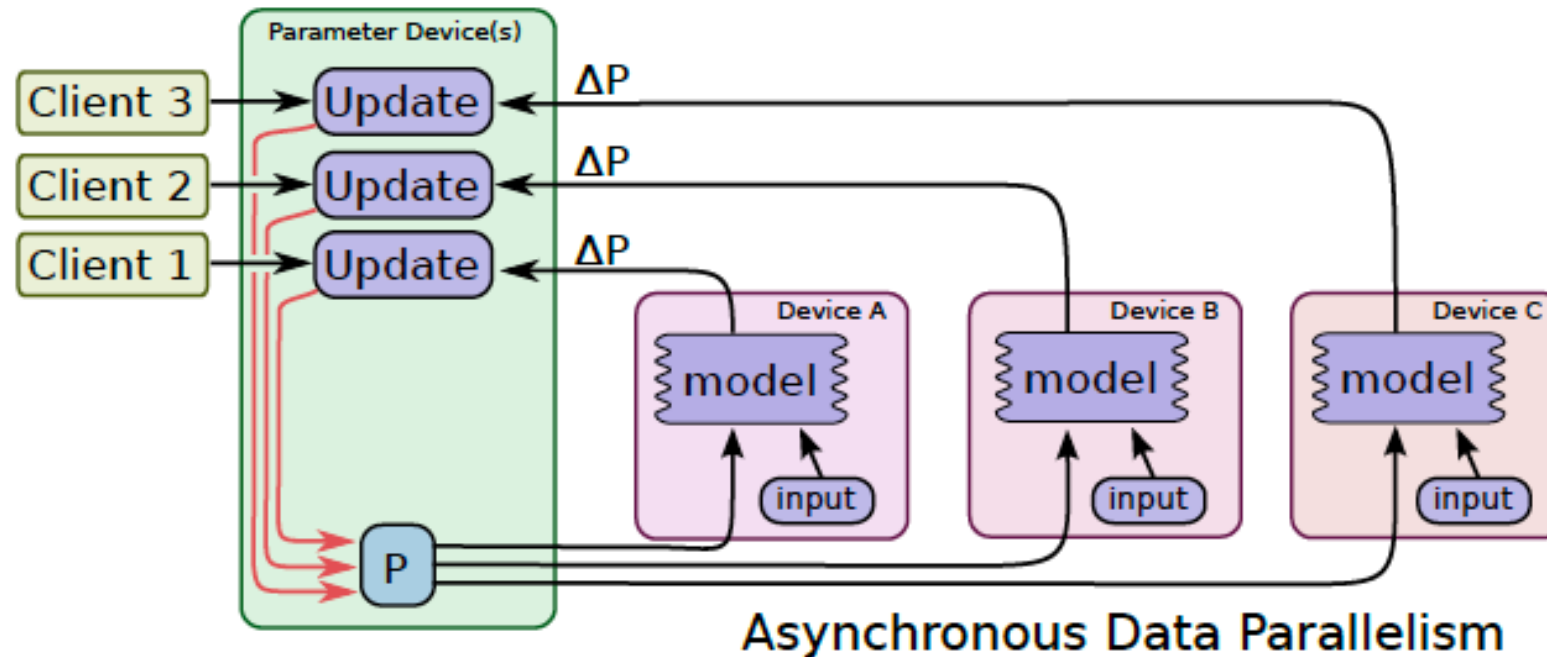 Parameter Device(s)
Client 3
Update
ΔP
Client 2
Update
ΔP
Client 1
Update
ΔP
Device A
Device B
Device C
model
model
model
input
input
input
P
Asynchronous Data Parallelism